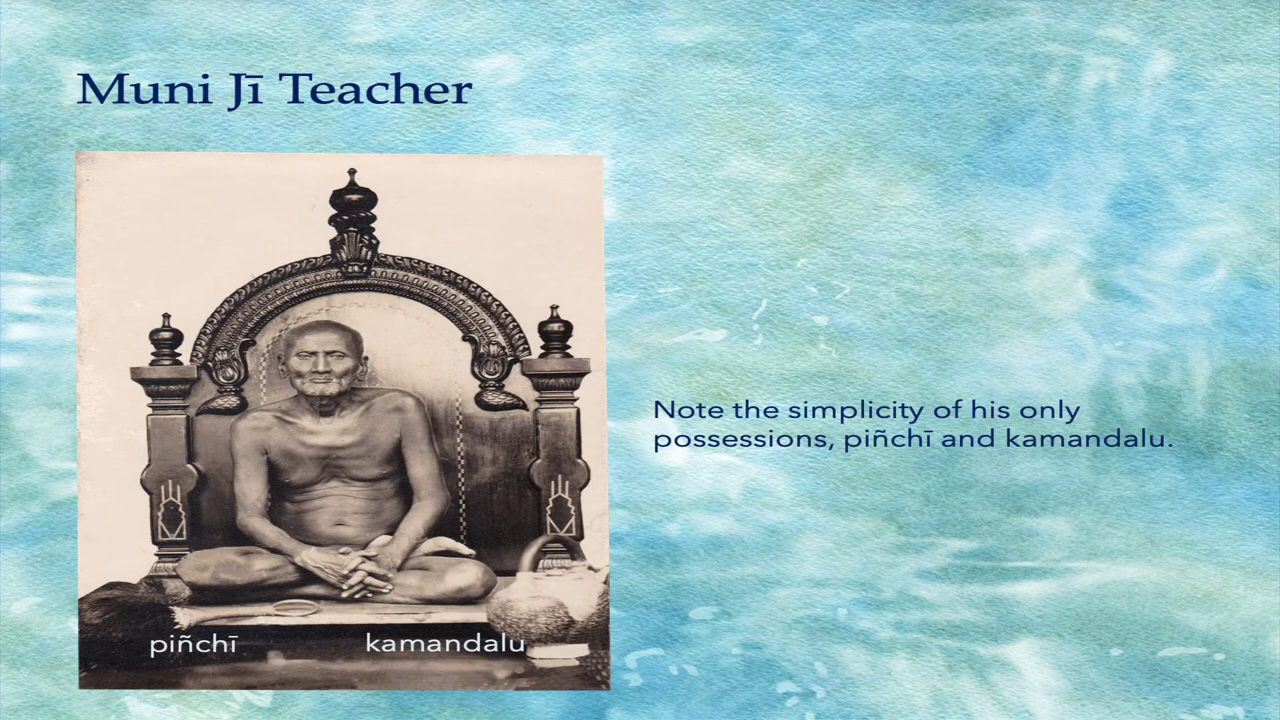 Muni Jī Teacher
Note the simplicity of his only
possessions, piñchī and kamandalu.
piñchī
kamandalu